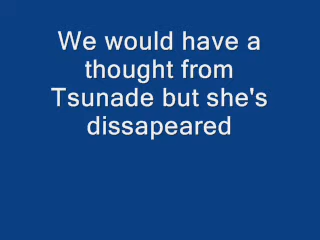 We would have a
thought from
Tsunade but she's
dissapeared